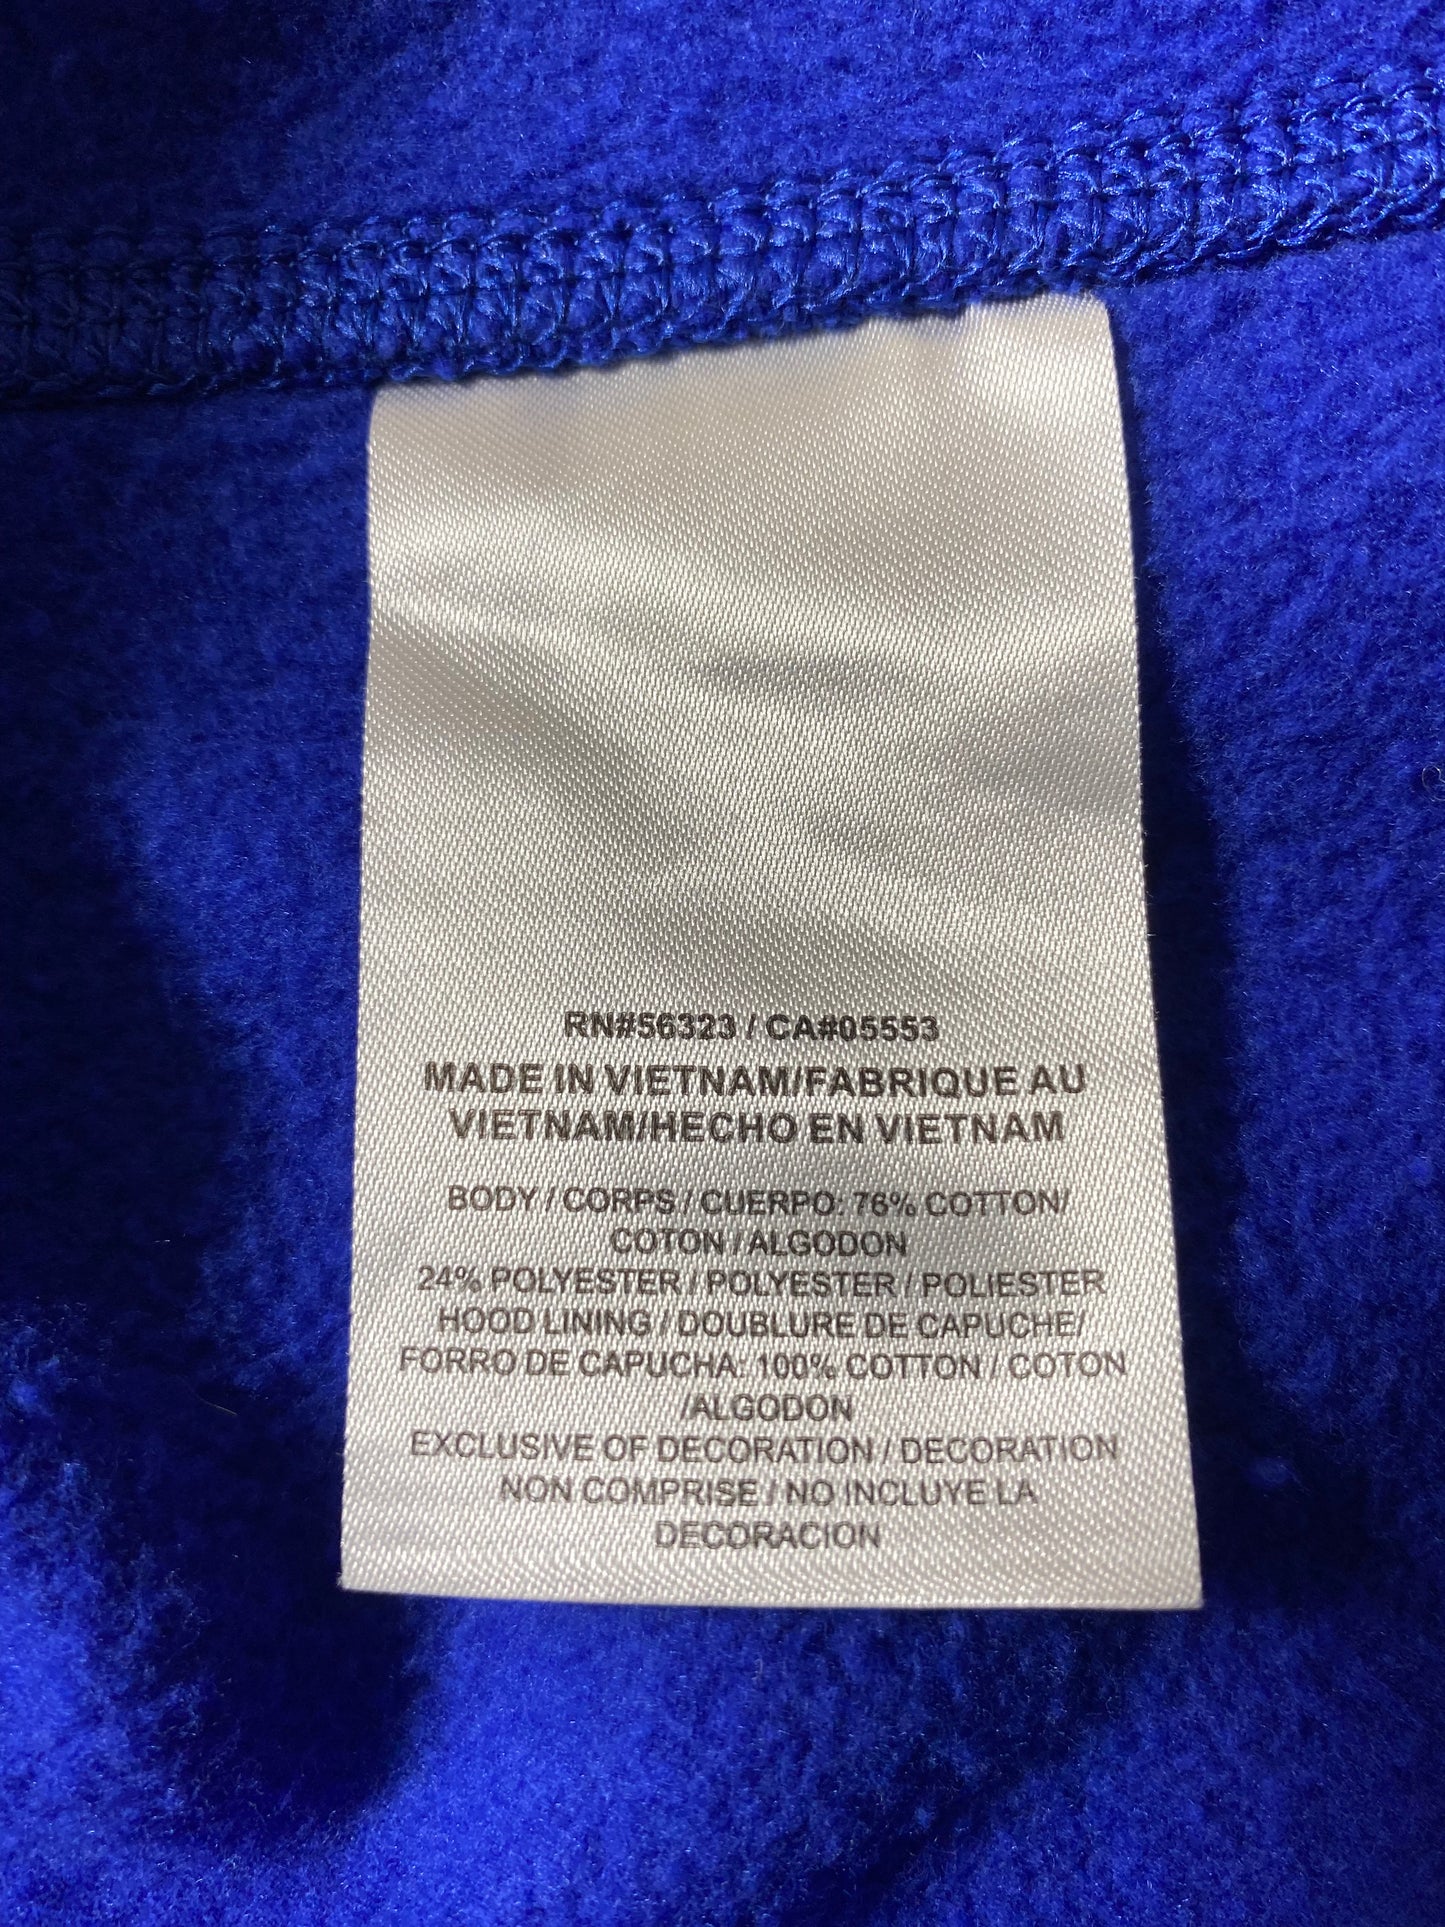 RN#56323 / CA#05553
MADE IN VIETNAM/FABRIQUE AU
VIETNAM/HECHO EN VIETNAM
BODY / CORPS / CUERPO: 76% COTTON/
COTON / ALGODON
24% POLYESTER / POLYESTER / POLIESTER
HOOD LINING / DOUBLURE DE CAPUCHE/
FORRO DE CAPUCHA: 100% COTTON / COTON
/ALGODON
EXCLUSIVE OF DECORATION / DECORATION
NON COMPRISE / NO INCLUYE LA
DECORACION